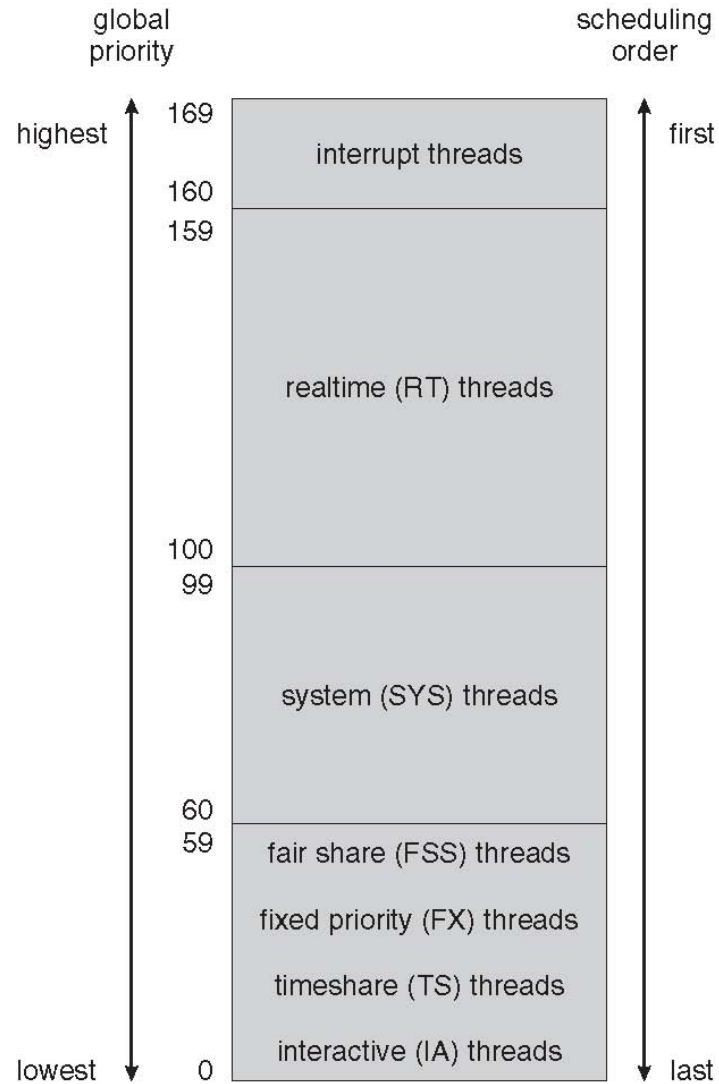 global
priority
scheduling
order
highest
169
interrupt threads
first
160
159
realtime (RT) threads
100
99
system (SYS) threads
60
59
fair share (FSS) threads
fixed priority (FX) threads
timeshare (TS) threads
interactive (IA) threads
lowest
0
last